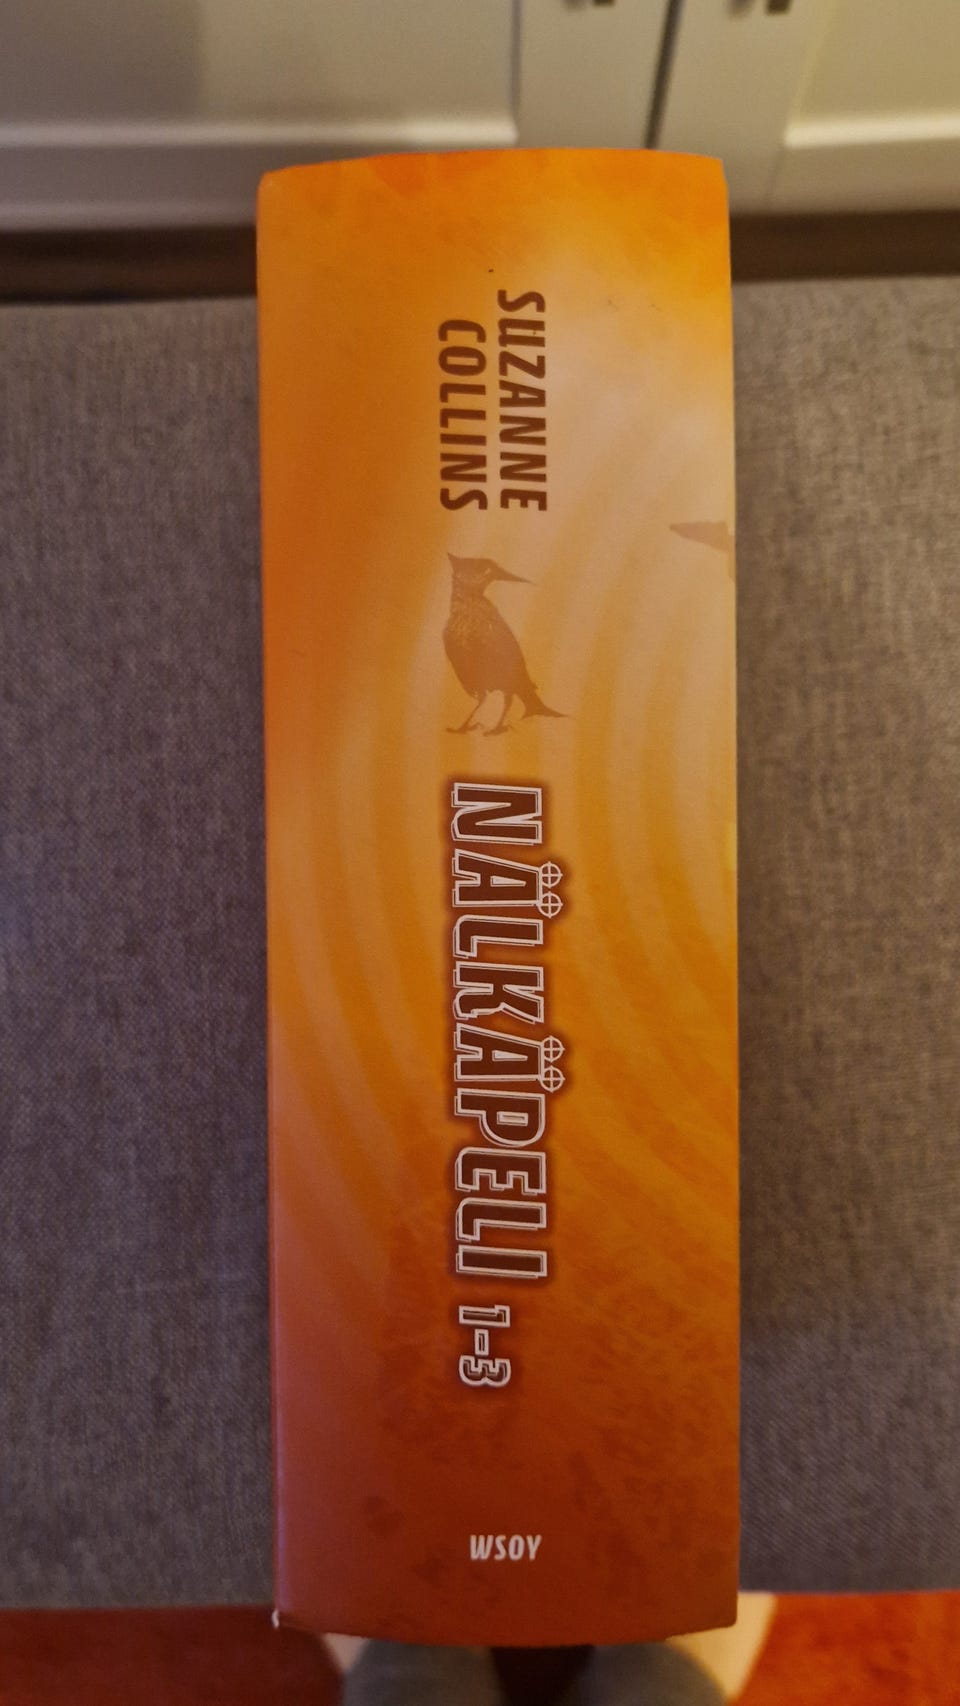 SUZANNE
COLLINS
NÄLKÄPELI 1-3
WSOY